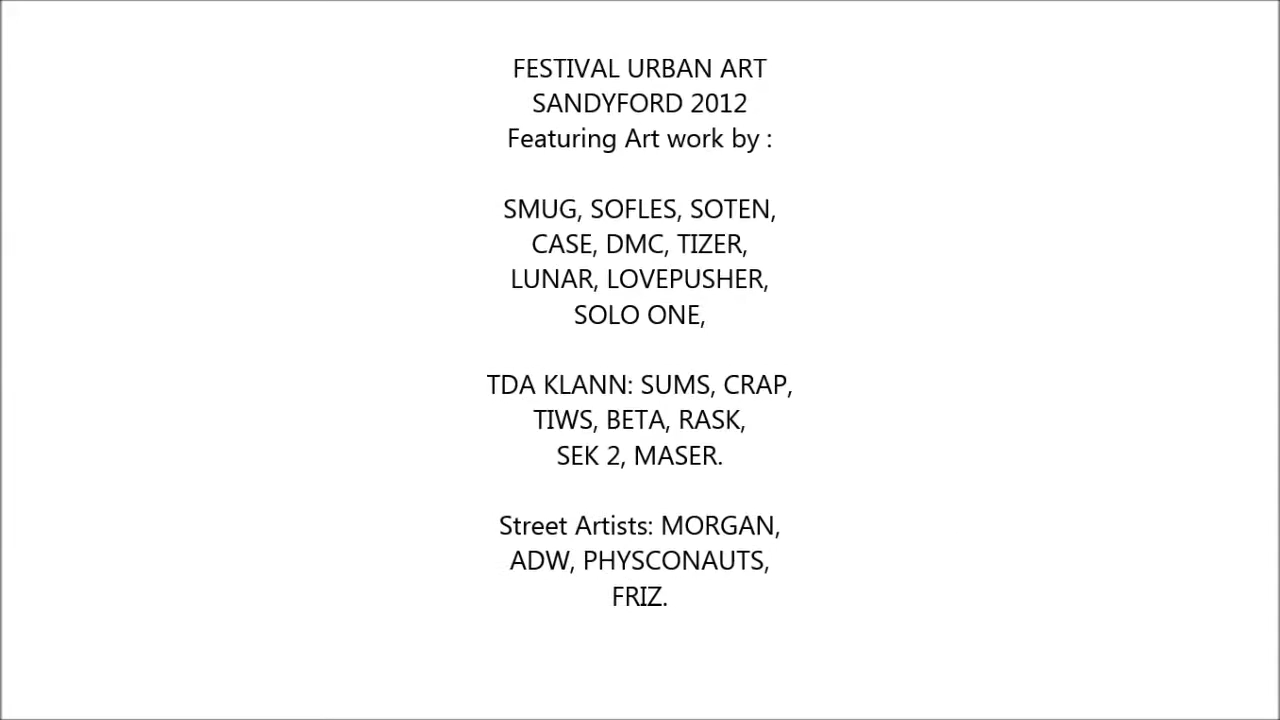 FESTIVAL URBAN ART
SANDYFORD 2012
Featuring Art work by :
SMUG, SOFLES, SOTEN,
CASE, DMC, TIZER,
LUNAR, LOVEPUSHER,
SOLO ONE,
TDA KLANN: SUMS, CRAP,
TIWS, BETA, RASK,
SEK 2, MASER.
Street Artists: MORGAN,
ADW, PHYSCONAUTS,
FRIZ.